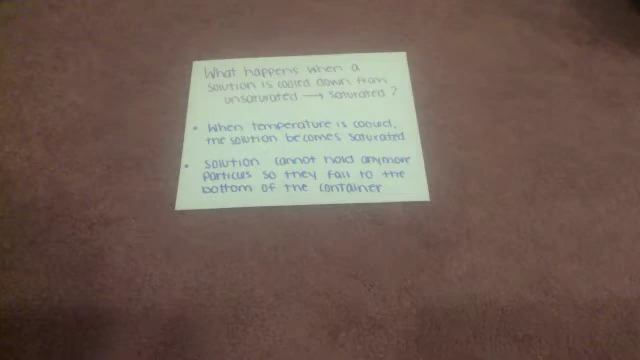 What happens when a
solution is cooled down from
unsaturated → saturated?
• When temperature is cooled,
the solution becomes saturated
• solution cannot hold anymore
particles so they fall to the
bottom of the container